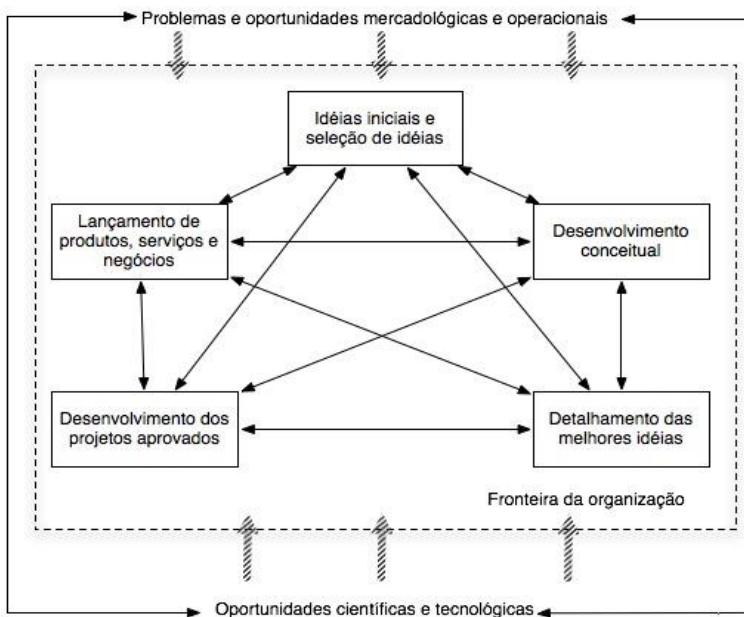 Problemas e oportunidades mercadológicas e operacionais
Idéias iniciais e
seleção de idéias
Lançamento de
produtos, serviços e
negócios
Desenvolvimento
conceitual
Desenvolvimento dos
projetos aprovados
Detalhamento das
melhores idéias
Fronteira da organização
Oportunidades científicas e tecnológicas